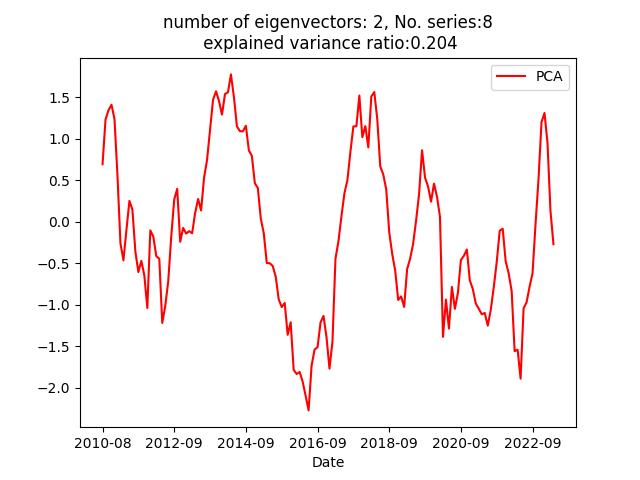 number of eigenvectors: 2, No. series:8
explained variance ratio:0.204
PCA
1.5
1.0
0.5
0.0
−0.5
−1.0
−1.5
−2.0
2010-08 2012-09 2014-09 2016-09 2018-09 2020-09 2022-09
Date